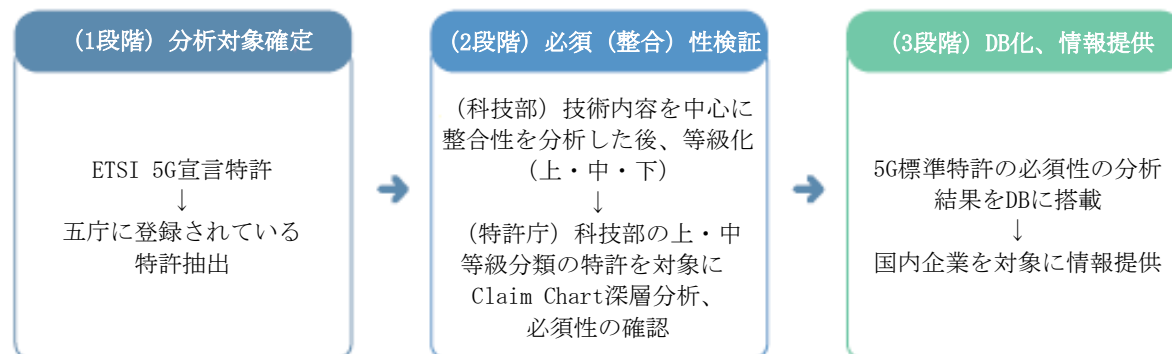 (1段階) 分析対象確定
ETSI 5G宣言特許
↓
五庁に登録されている
特許抽出
(2段階) 必須（整合）性検証
（科技部）技術内容を中心に
整合性を分析した後、等級化
（上・中・下）
↓
（特許庁）科技部の上・中
等級分類の特許を対象に
Claim Chart深層分析、
必須性の確認
(3段階) DB化、情報提供
5G標準特許の必須性の分析
結果をDBに搭載
↓
国内企業を対象に情報提供